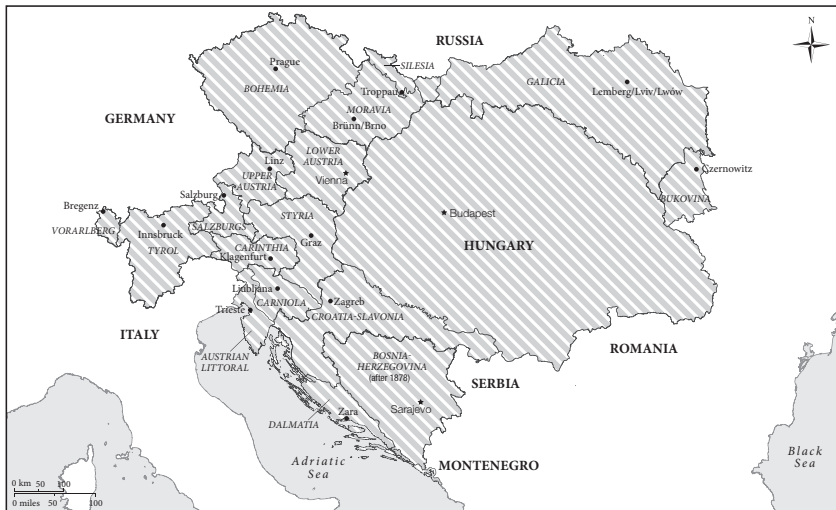 N
RUSSIA
Prague
BOHEMIA
SILESIA
Troppau
GALICIA
Lemberg/Lviv/Lwów
MORAVIA
Brünn/Brno
GERMANY
LOWER
AUSTRIA
Vienna
Linz
UPPER
AUSTRIA
Czernowitz
BUKOVINA
Salzburg
Bregenz
VORARLBERG
Innsbruck
TYROL
SALZBURGS
STYRIA
Graz
Budapest
HUNGARY
CARINTHIA
Klagenfurt
Ljubljana
CARNIOLA
Zagreb
CROATIA-SLAVONIA
Trieste
ITALY
AUSTRIAN
LITTORAL
ROMANIA
BOSNIA-
HERZEGOVINA
(after 1878)
SERBIA
Sarajevo
Zara
DALMATIA
MONTENEGRO
Adriatic
Sea
Black
Sea
0 km 50 100
0 miles 50 100